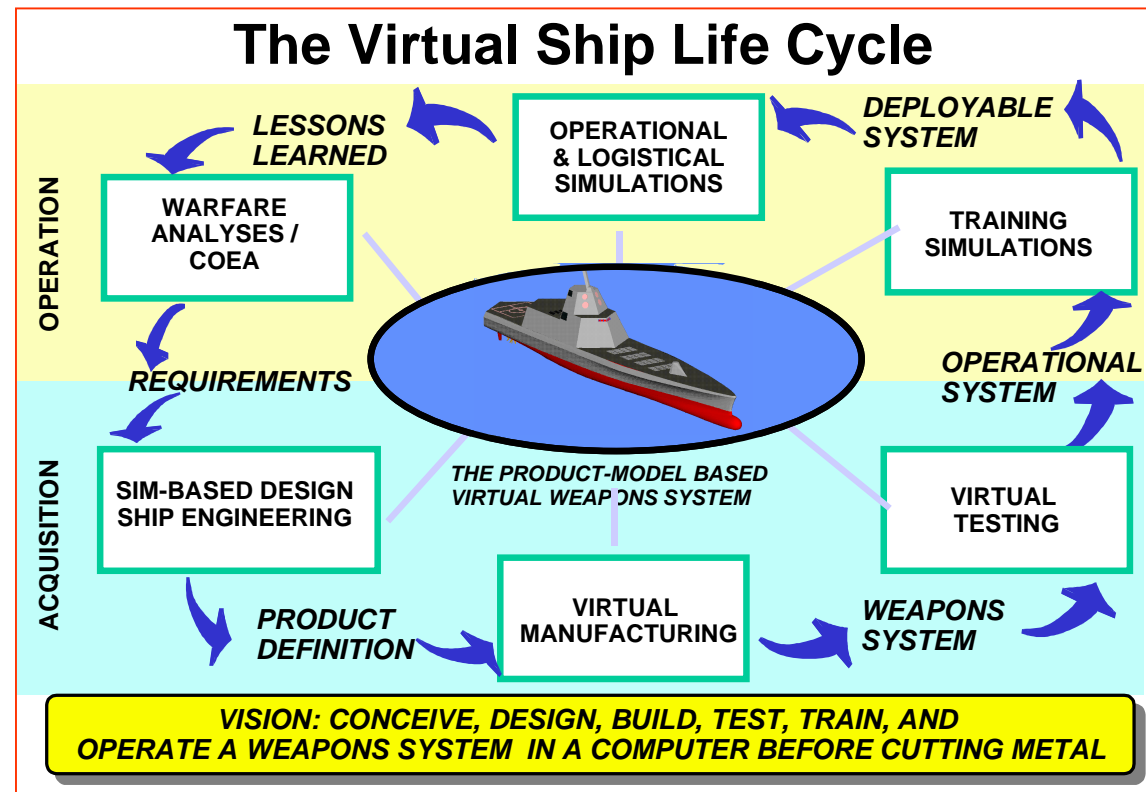 The Virtual Ship Life Cycle
OPERATION
ACQUISITION
LESSONS
LEARNED
OPERATIONAL
& LOGISTICAL
SIMULATIONS
DEPLOYABLE
SYSTEM
WARFARE
ANALYSES /
COEA
TRAINING
SIMULATIONS
REQUIREMENTS
OPERATIONAL
SYSTEM
SIM-BASED DESIGN
SHIP ENGINEERING
THE PRODUCT-MODEL BASED
VIRTUAL WEAPONS SYSTEM
VIRTUAL
TESTING
PRODUCT
DEFINITION
VIRTUAL
MANUFACTURING
WEAPONS
SYSTEM
VISION: CONCEIVE, DESIGN, BUILD, TEST, TRAIN, AND
OPERATE A WEAPONS SYSTEM IN A COMPUTER BEFORE CUTTING METAL